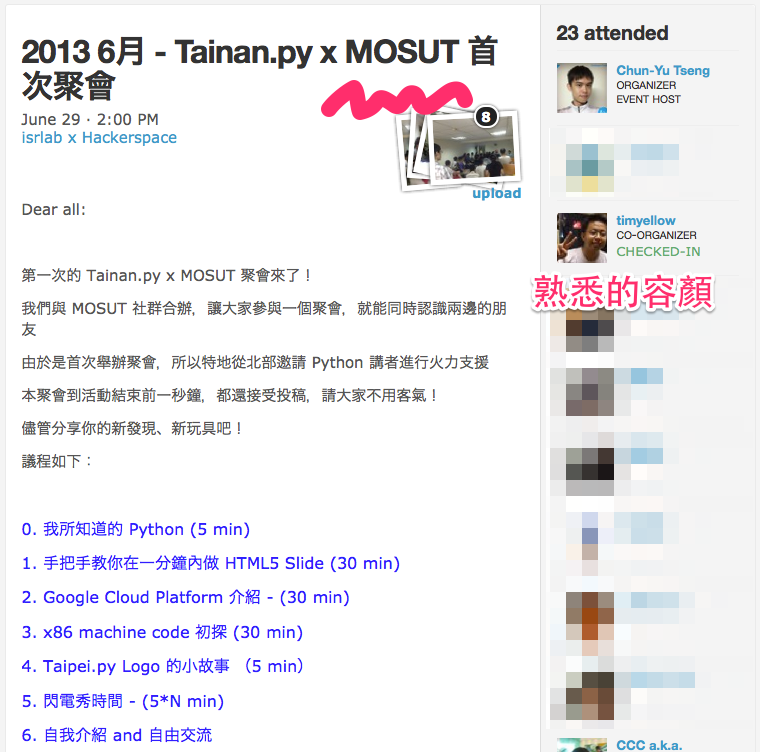 2013 6月 - Tainan.py x MOSUT 首
次聚會
June 29 · 2:00 PM
isrlab x Hackerspace
8
upload
Dear all:
第一次的 Tainan.py x MOSUT 聚會來了！
我們與 MOSUT 社群合辦，讓大家參與一個聚會，就能同時認識兩邊的朋
友
由於是首次舉辦聚會，所以特地從北部邀請 Python 講者進行火力支援
本聚會到活動結束前一秒鐘，都還接受投稿，請大家不用客氣！
儘管分享你的新發現、新玩具吧！
議程如下：
0. 我所知道的 Python (5 min)
1. 手把手教你在一分鐘內做 HTML5 Slide (30 min)
2. Google Cloud Platform 介紹 - (30 min)
3. x86 machine code 初探 (30 min)
4. Taipei.py Logo 的小故事 （5 min）
5. 閃電秀時間 - (5*N min)
6. 自我介紹 and 自由交流
23 attended
Chun-Yu Tseng
ORGANIZER
EVENT HOST
timyellow
CO-ORGANIZER
CHECKED-IN
熟悉的容顏
CCC a.k.a.